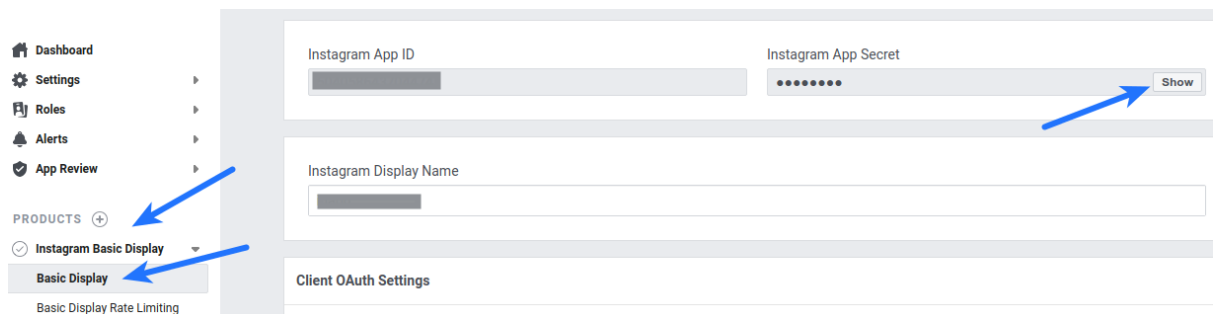 Dashboard
Settings
Roles
Alerts
App Review
PRODUCTS
Instagram Basic Display
Basic Display
Basic Display Rate Limiting
Instagram App ID
Instagram App Secret
●●●●●●●●
Show
Instagram Display Name
Client OAuth Settings